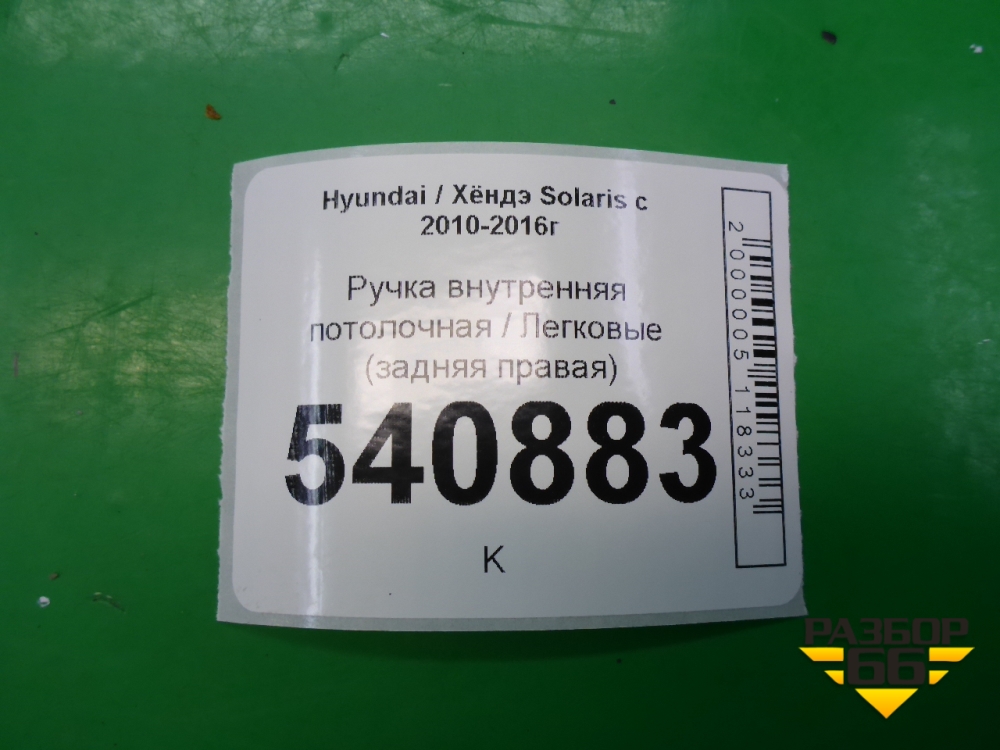 Hyundai / Хёндэ Solaris с
2010-2016г
Ручка внутренняя
потолочная / Легковые
(задняя правая)
540883
К
2000005118333
РАЗБОР
66